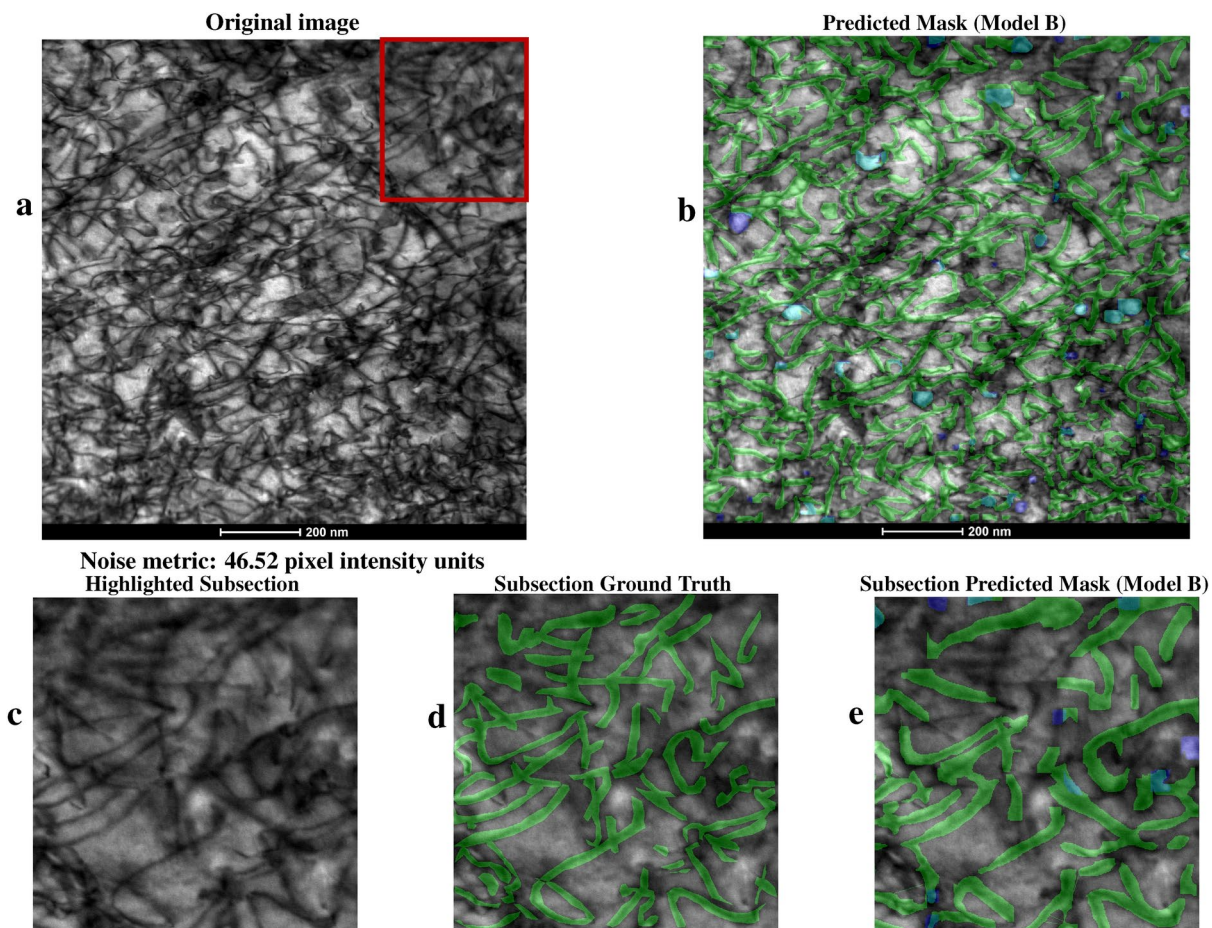 Original image
Predicted Mask (Model B)
a
b
200 nm
200 nm
Noise metric: 46.52 pixel intensity units
Highlighted Subsection
Subsection Ground Truth
Subsection Predicted Mask (Model B)
c
d
e